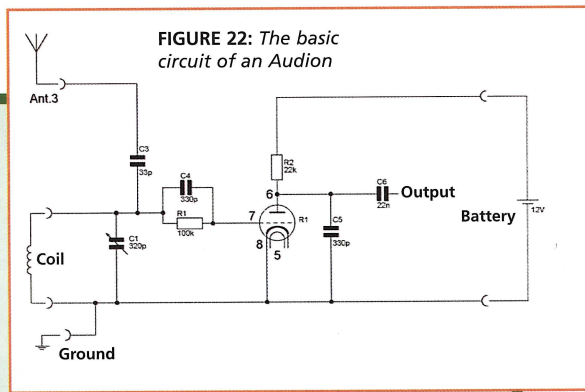 FIGURE 22: The basic
circuit of an Audion
Ant.3
C3
33p
C4
330p
R1
100k
C1
320p
Coil
Ground
R2
22k
6
7
8
5
R1
C5
330p
C6
22n
Output
Battery
12V